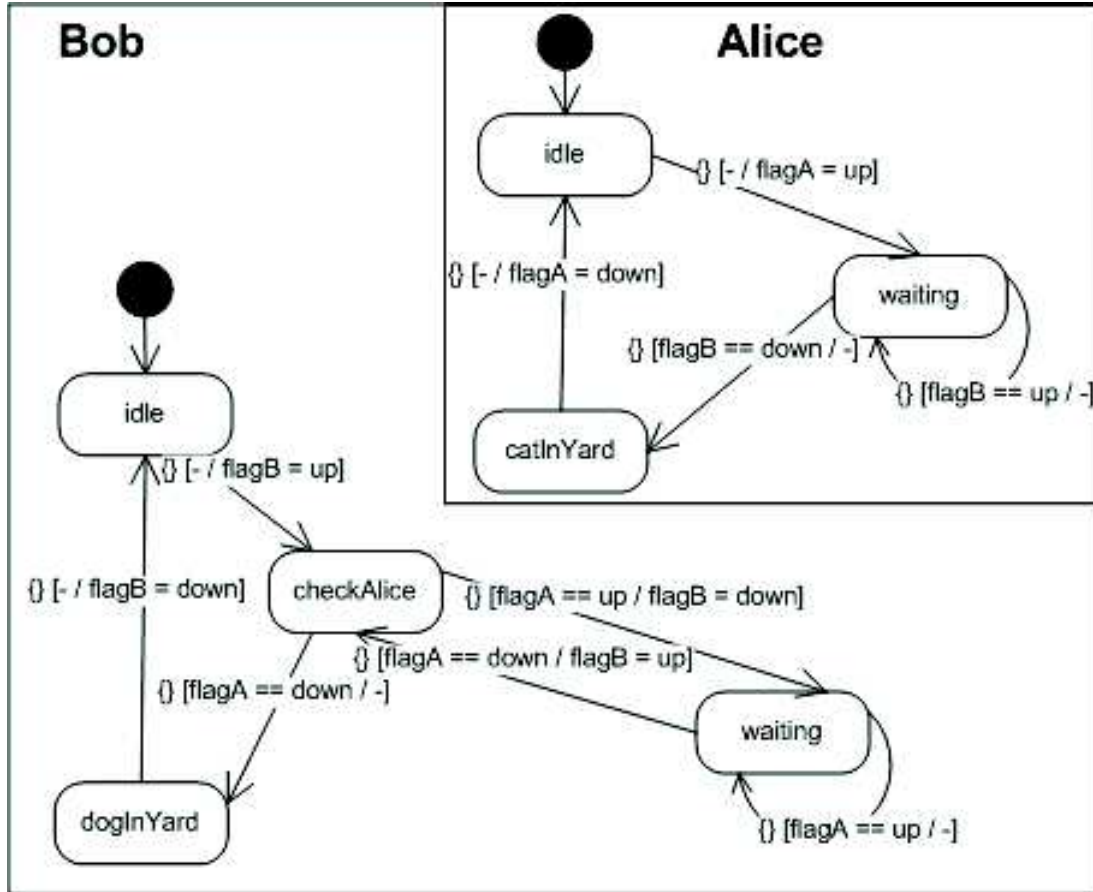 Bob
Alice
idle
{} [- / flagA = up]
{} [- / flagA = down]
waiting
{} [flagB == down / -]
{} [flagB == up / -]
catInYard
idle
{} [- / flagB = up]
{} [- / flagB = down]
checkAlice
{} [flagA == up / flagB = down]
{} [flagA == down / flagB = up]
{} [flagA == down / -]
waiting
dogInYard
{} [flagA == up / -]